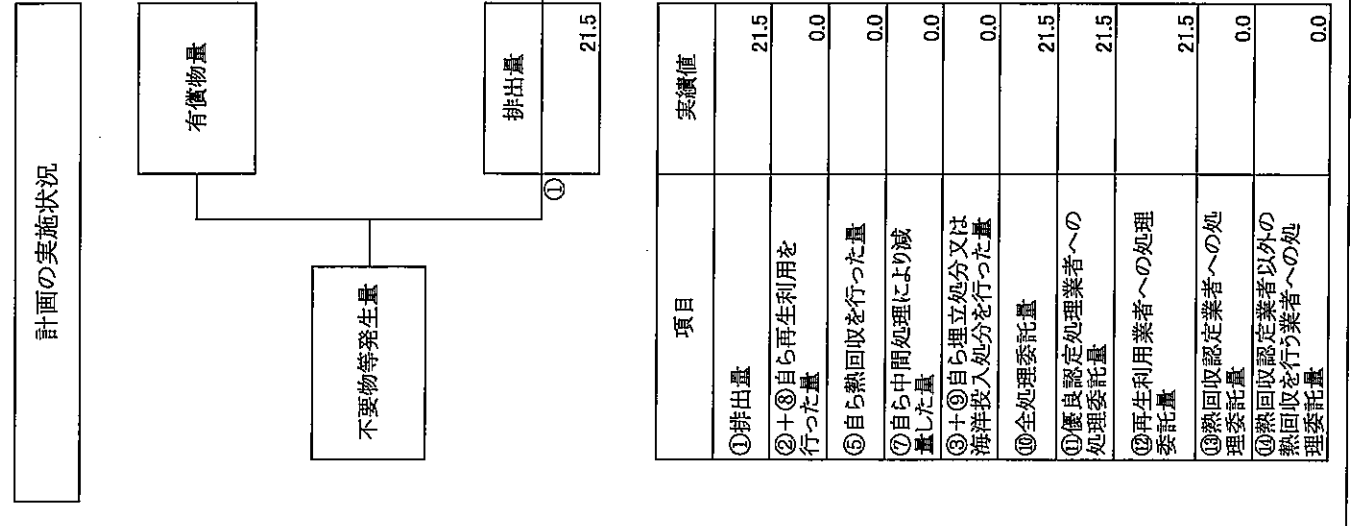 計画の実施状況
有償物量
不要物等発生量
排出量
①
21.5
項目 実績値
①排出量 21.5
②+⑧自ら再生利用を
行った量 0.0
⑤自ら熱回収を行った量 0.0
⑦自ら中間処理により減
量した量 0.0
③+⑨自ら埋立処分又は
海洋投入処分を行った量 0.0
⑩全処理委託量 21.5
⑪優良認定処理業者への
処理委託量 21.5
⑫再生利用業者への処理
委託量 21.5
⑬熱回収認定業者への処
理委託量 0.0
⑭熱回収認定業者以外の
熱回収を行う業者への処
理委託量 0.0